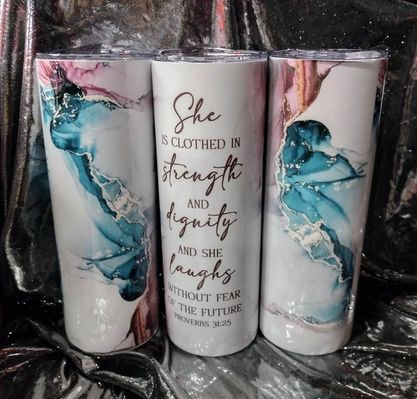 She
IS CLOTHED IN
strength
AND
dignity
AND SHE
laughs
WITHOUT FEAR
OF THE FUTURE
PROVERBS 31:25